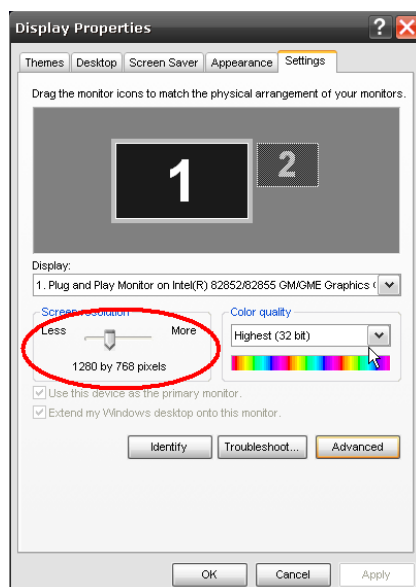 Display Properties
Themes Desktop Screen Saver Appearance Settings
Drag the monitor icons to match the physical arrangement of your monitors.
1 2
Display:
1. Plug and Play Monitor on Intel(R) 82852/82855 GM/GME Graphics
Screen resolution
Less More
1280 by 768 pixels
Color quality
Highest (32 bit)
Use this device as the primary monitor.
Extend my Windows desktop onto this monitor.
Identify Troubleshoot... Advanced
OK Cancel Apply